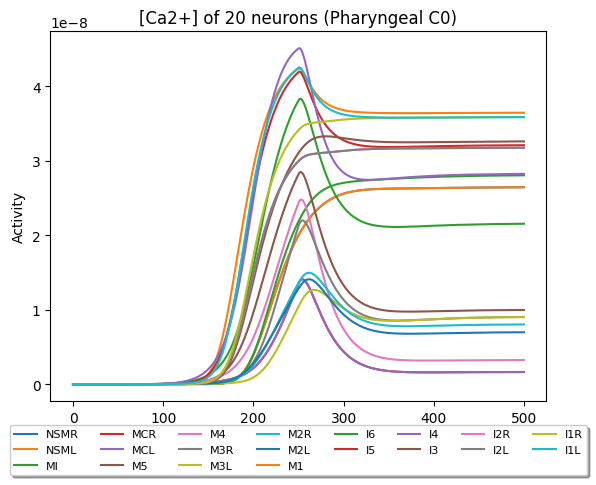 [Ca2+] of 20 neurons (Pharyngeal C0)
1e−8
4
3
2
1
0
Activity
0 100 200 300 400 500
NSMR MCR M4 M2R I6 I4 I2R I1R
NSML MCL M3R M2L I5 I3 I2L I1L
MI M5 M3L M1